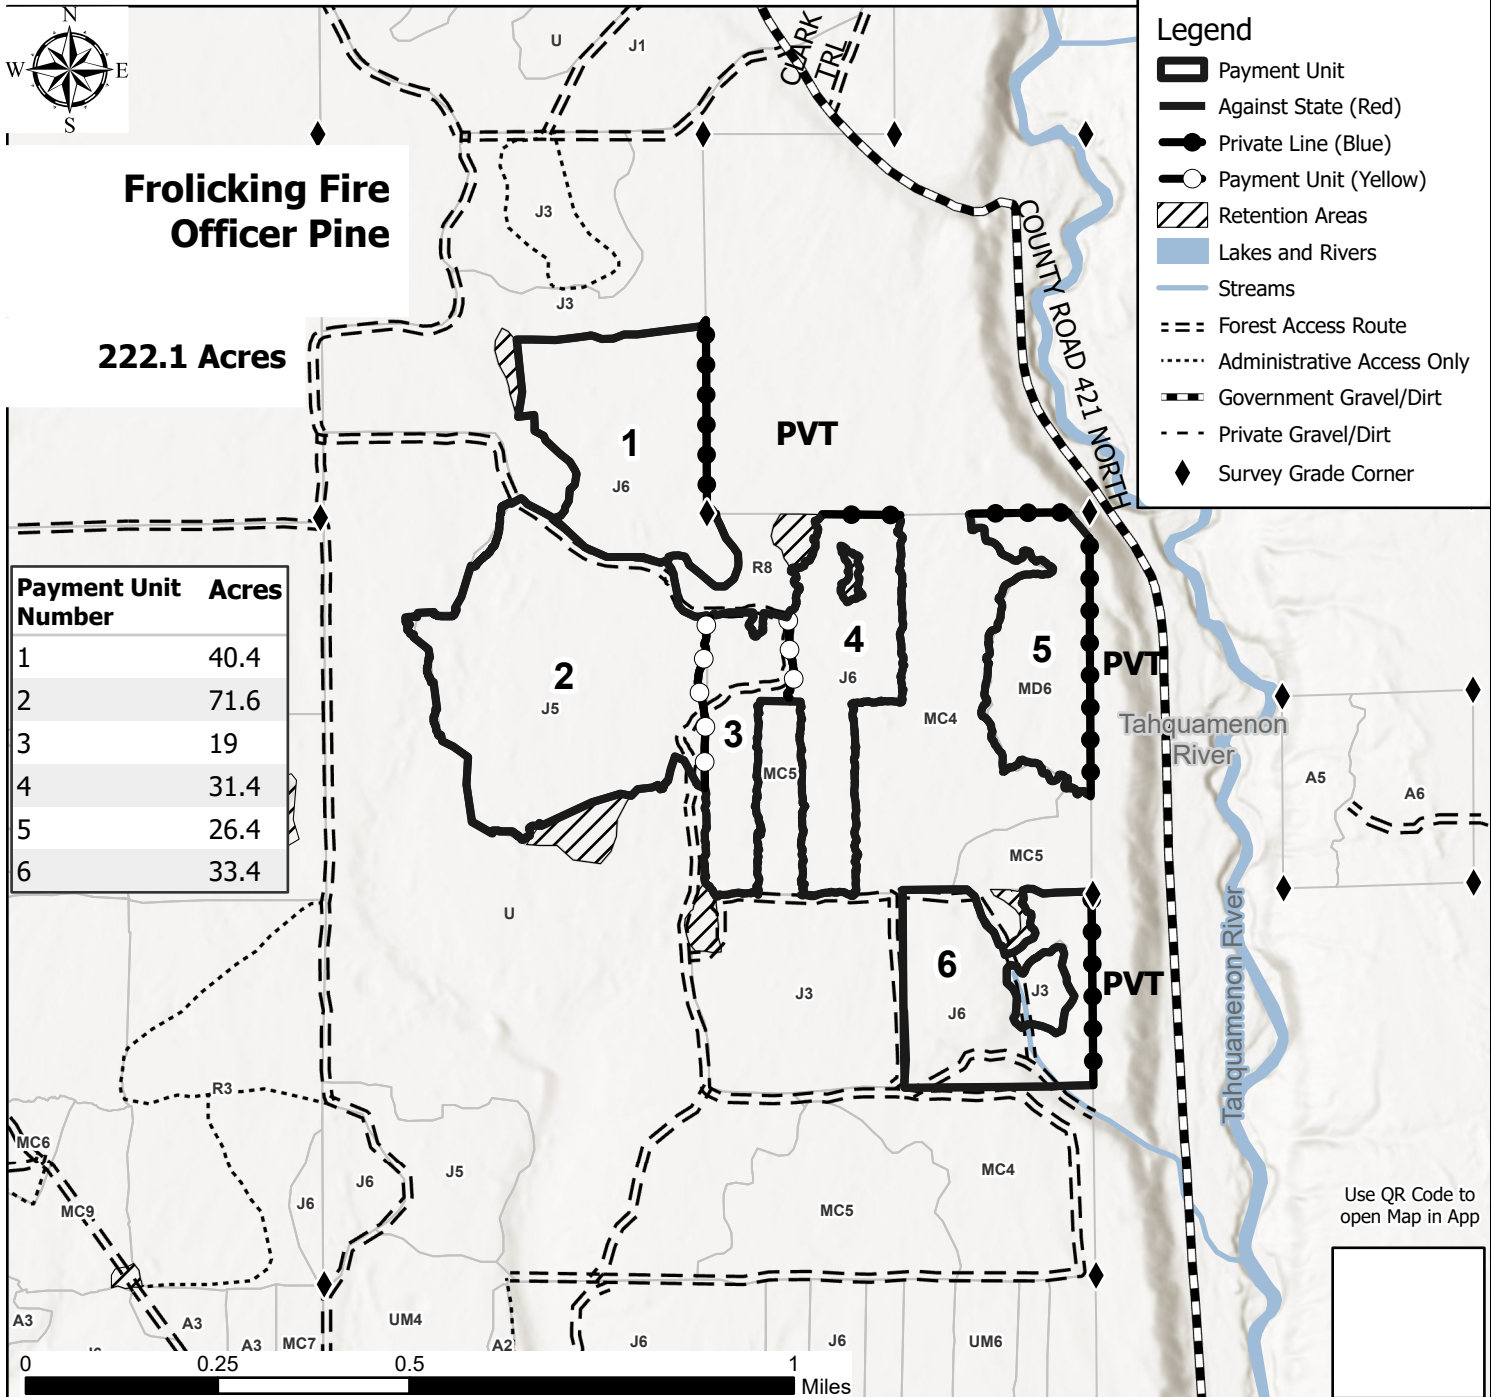 N
W E
S
Frolicking Fire
Officer Pine
222.1 Acres
Legend
Payment Unit
Against State (Red)
Private Line (Blue)
Payment Unit (Yellow)
Retention Areas
Lakes and Rivers
Streams
Forest Access Route
Administrative Access Only
Government Gravel/Dirt
Private Gravel/Dirt
Survey Grade Corner
Payment Unit Number Acres
1 40.4
2 71.6
3 19
4 31.4
5 26.4
6 33.4
U
J1
CLARK
TRL
COUNTY ROAD 421 NORTH
J3
J3
1
J6
PVT
R8
2
J5
3
MC5
4
J6
MC4
5
MD6
PVT
Tahquamenon
River
A5
A6
MC5
U
J3
6
J6
J3
PVT
Tahquamenon River
R3
MC6
MC9
J6
J6
J5
MC4
MC5
A3
A3
A3
MC7
UM4
A2
J6
J6
UM6
Use QR Code to
open Map in App
0 0.25 0.5 1
Miles